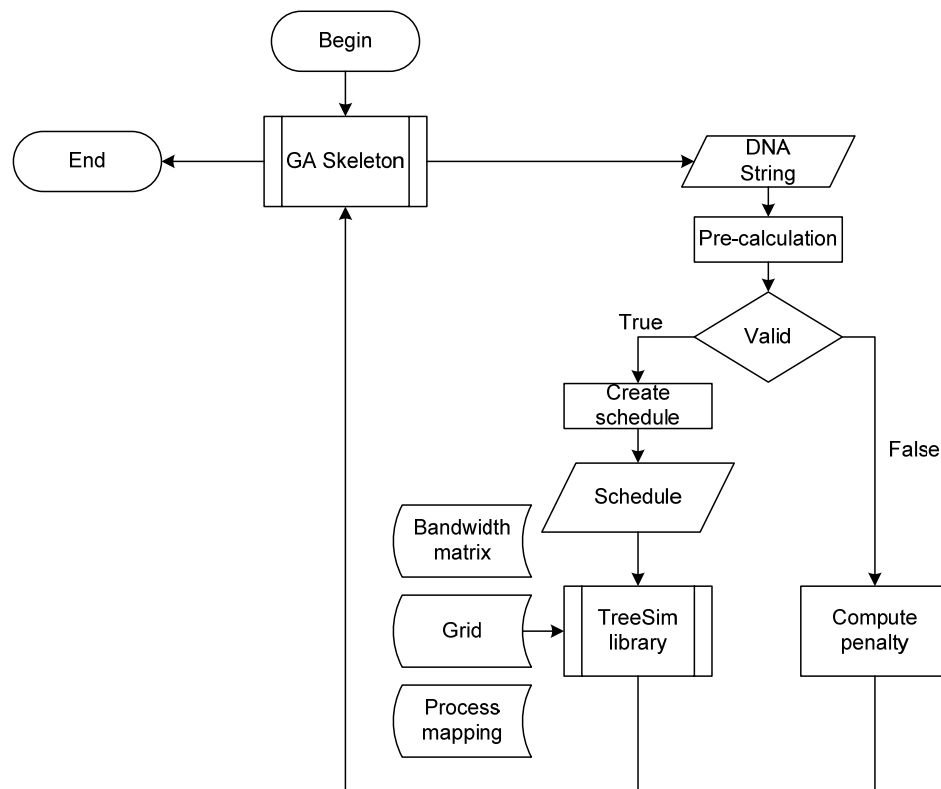 Begin
End
GA Skeleton
DNA
String
Pre-calculation
Valid
True
False
Create
schedule
Schedule
Bandwidth
matrix
Grid
TreeSim
library
Compute
penalty
Process
mapping